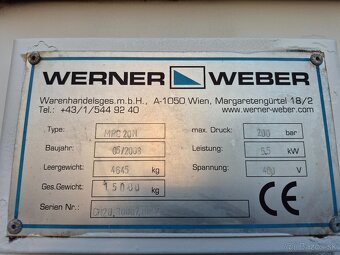 WERNER WEBER
Warenhandelsges.m.b.H., A-1050 Wien, Margaretengürtel 18/2
Tel.: +43/1/544 92 40 www.werner-weber.com
Type: MPC 20N max. Druck: 200 bar
Baujahr: 05/2008 Leistung: 5,5 kW
Leergewicht: 4645 kg Spannung: 400 V
Ges.Gewicht: 15000 kg
Serien Nr.: CE